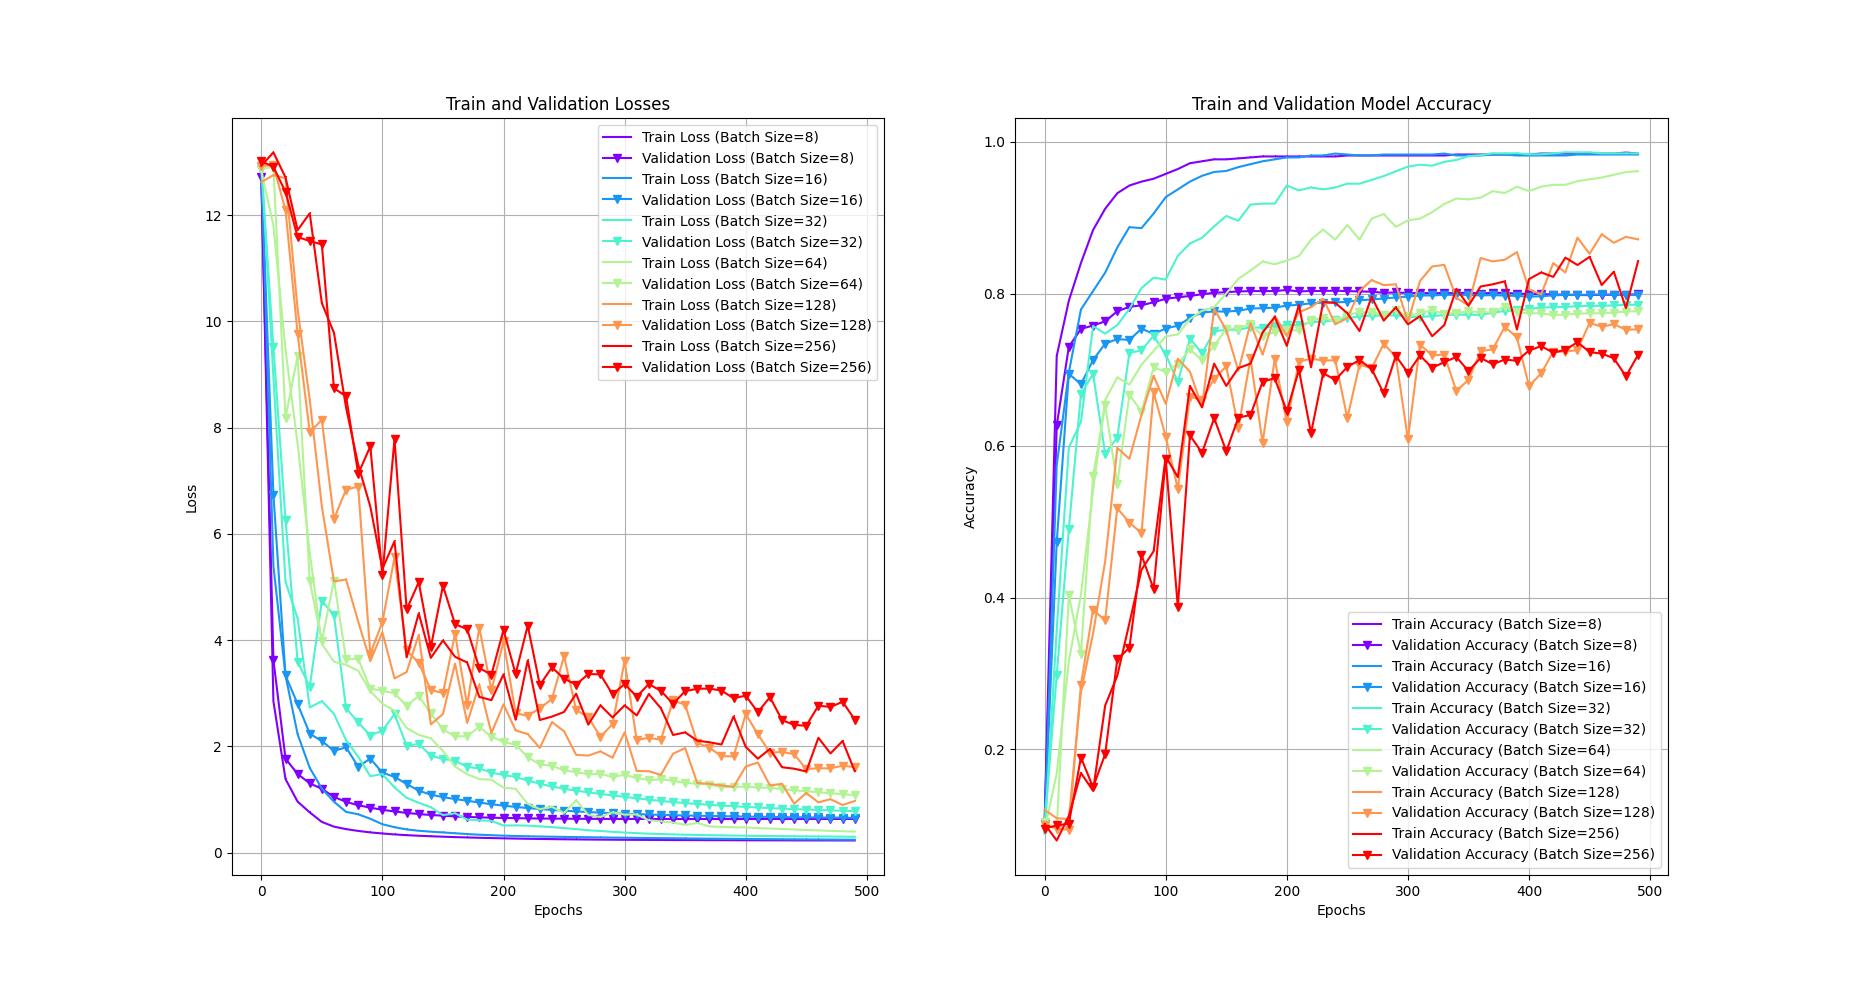 Train and Validation Losses
Loss
12
10
8
6
4
2
0
0 100 200 300 400 500
Epochs
Train Loss (Batch Size=8)
Validation Loss (Batch Size=8)
Train Loss (Batch Size=16)
Validation Loss (Batch Size=16)
Train Loss (Batch Size=32)
Validation Loss (Batch Size=32)
Train Loss (Batch Size=64)
Validation Loss (Batch Size=64)
Train Loss (Batch Size=128)
Validation Loss (Batch Size=128)
Train Loss (Batch Size=256)
Validation Loss (Batch Size=256)
Train and Validation Model Accuracy
Accuracy
1.0
0.8
0.6
0.4
0.2
0 100 200 300 400 500
Epochs
Train Accuracy (Batch Size=8)
Validation Accuracy (Batch Size=8)
Train Accuracy (Batch Size=16)
Validation Accuracy (Batch Size=16)
Train Accuracy (Batch Size=32)
Validation Accuracy (Batch Size=32)
Train Accuracy (Batch Size=64)
Validation Accuracy (Batch Size=64)
Train Accuracy (Batch Size=128)
Validation Accuracy (Batch Size=128)
Train Accuracy (Batch Size=256)
Validation Accuracy (Batch Size=256)